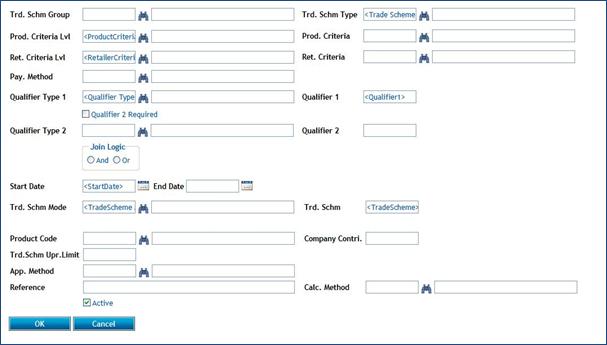 Trd. Schm Group Trd. Schm Type <Trade Scheme
Prod. Criteria Lvl <ProductCriteri Prod. Criteria
Ret. Criteria Lvl <RetailerCriteri Ret. Criteria
Pay. Method
Qualifier Type 1 <Qualifier Type Qualifier 1 <Qualifier1>
Qualifier 2 Required
Qualifier Type 2 Qualifier 2
Join Logic
And Or
Start Date <StartDate> End Date
Trd. Schm Mode <TradeScheme Trd. Schm <TradeScheme>
Product Code Company Contri.
Trd.Schm Upr.Limit
App. Method
Reference Calc. Method
Active
OK Cancel